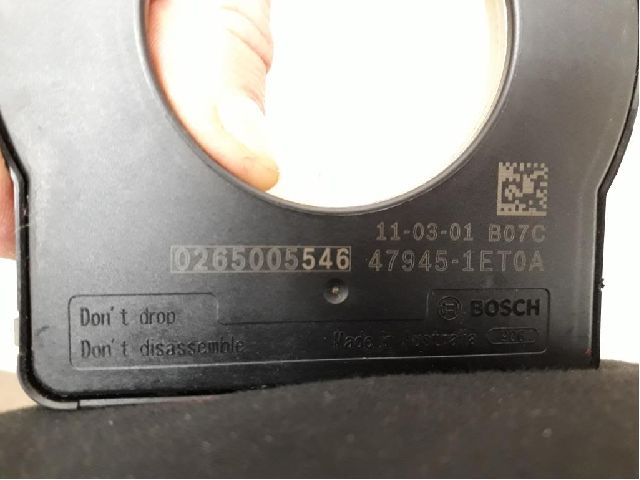 11-03-01 B07C
0265005546 47945-1ET0A
Don't drop
BOSCH
Don't disassemble
Made in Australia